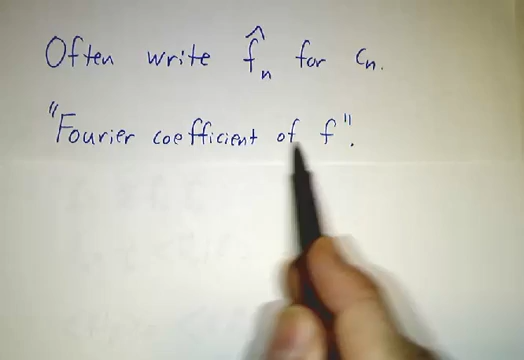 Often write f̂ₙ for cₙ.
"Fourier coefficient of f".